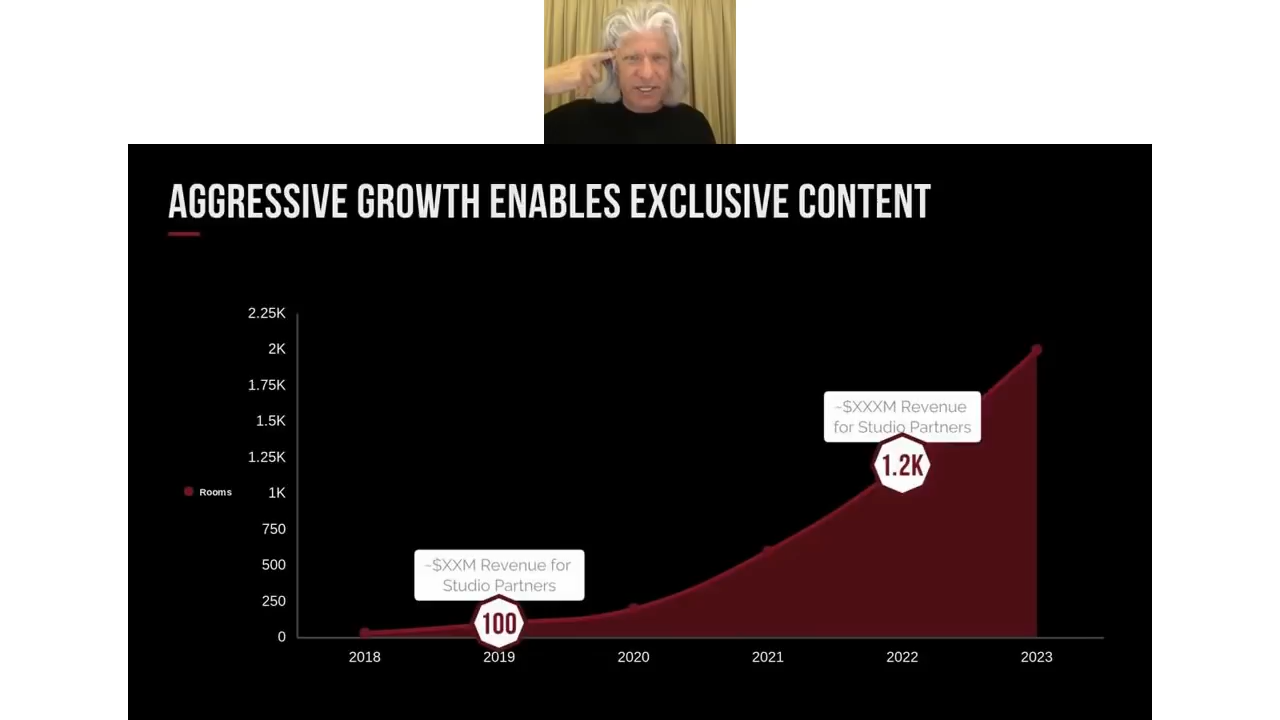 AGGRESSIVE GROWTH ENABLES EXCLUSIVE CONTENT
2.25K
2K
1.75K
1.5K
1.25K
1K
750
500
250
0
Rooms
~$XXM Revenue for
Studio Partners
100
~$XXXM Revenue
for Studio Partners
1.2K
2018 2019 2020 2021 2022 2023